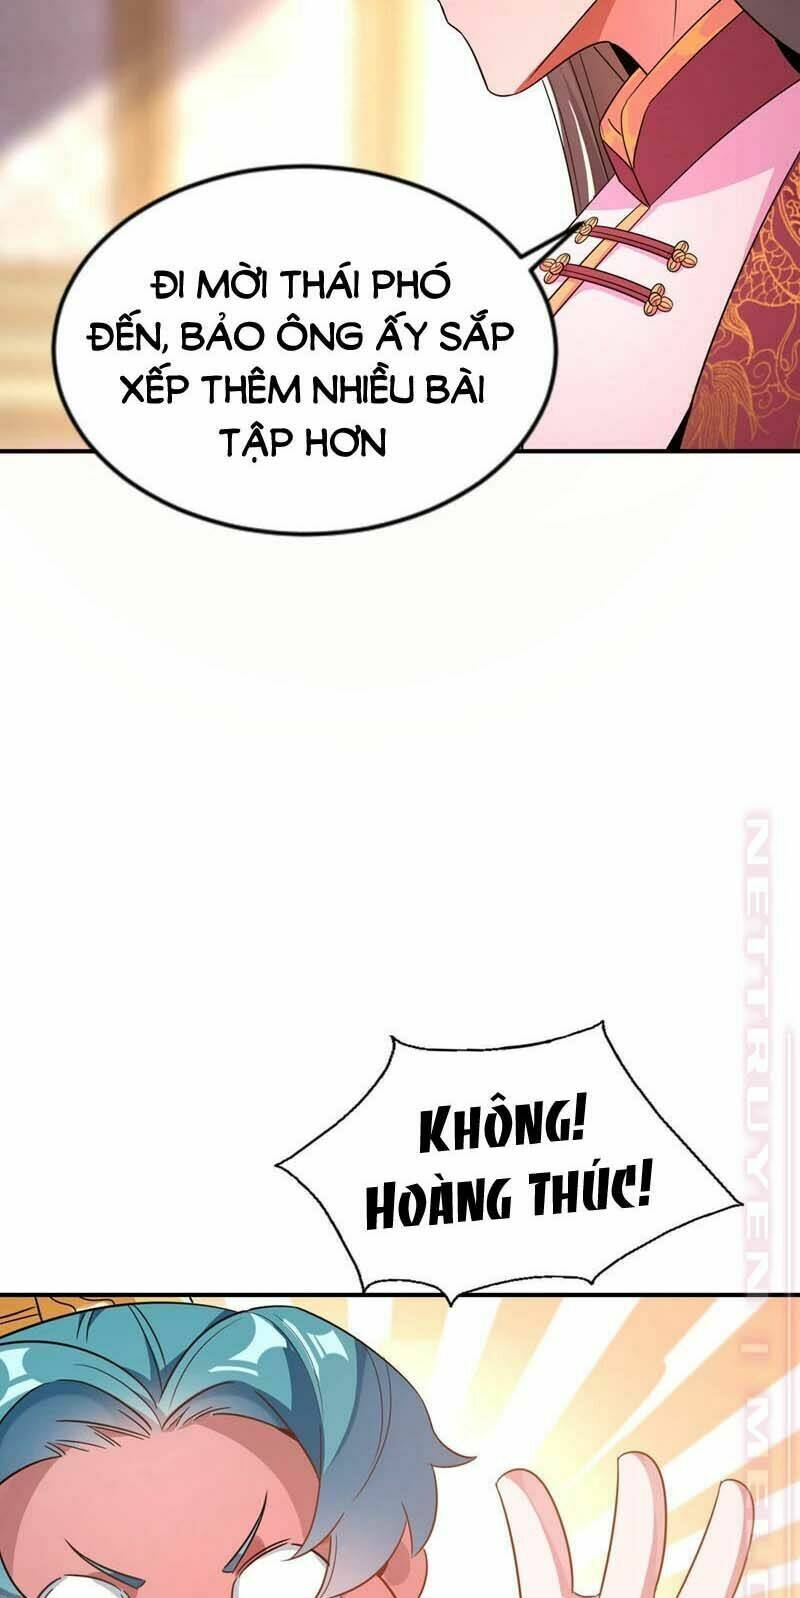 ĐI MỜI THÁI PHÓ
ĐẾN, BẢO ÔNG ẤY SẮP
XẾP THÊM NHIỀU BÀI
TẬP HƠN
KHÔNG!
HOÀNG THÚC!
NETTRUYEN